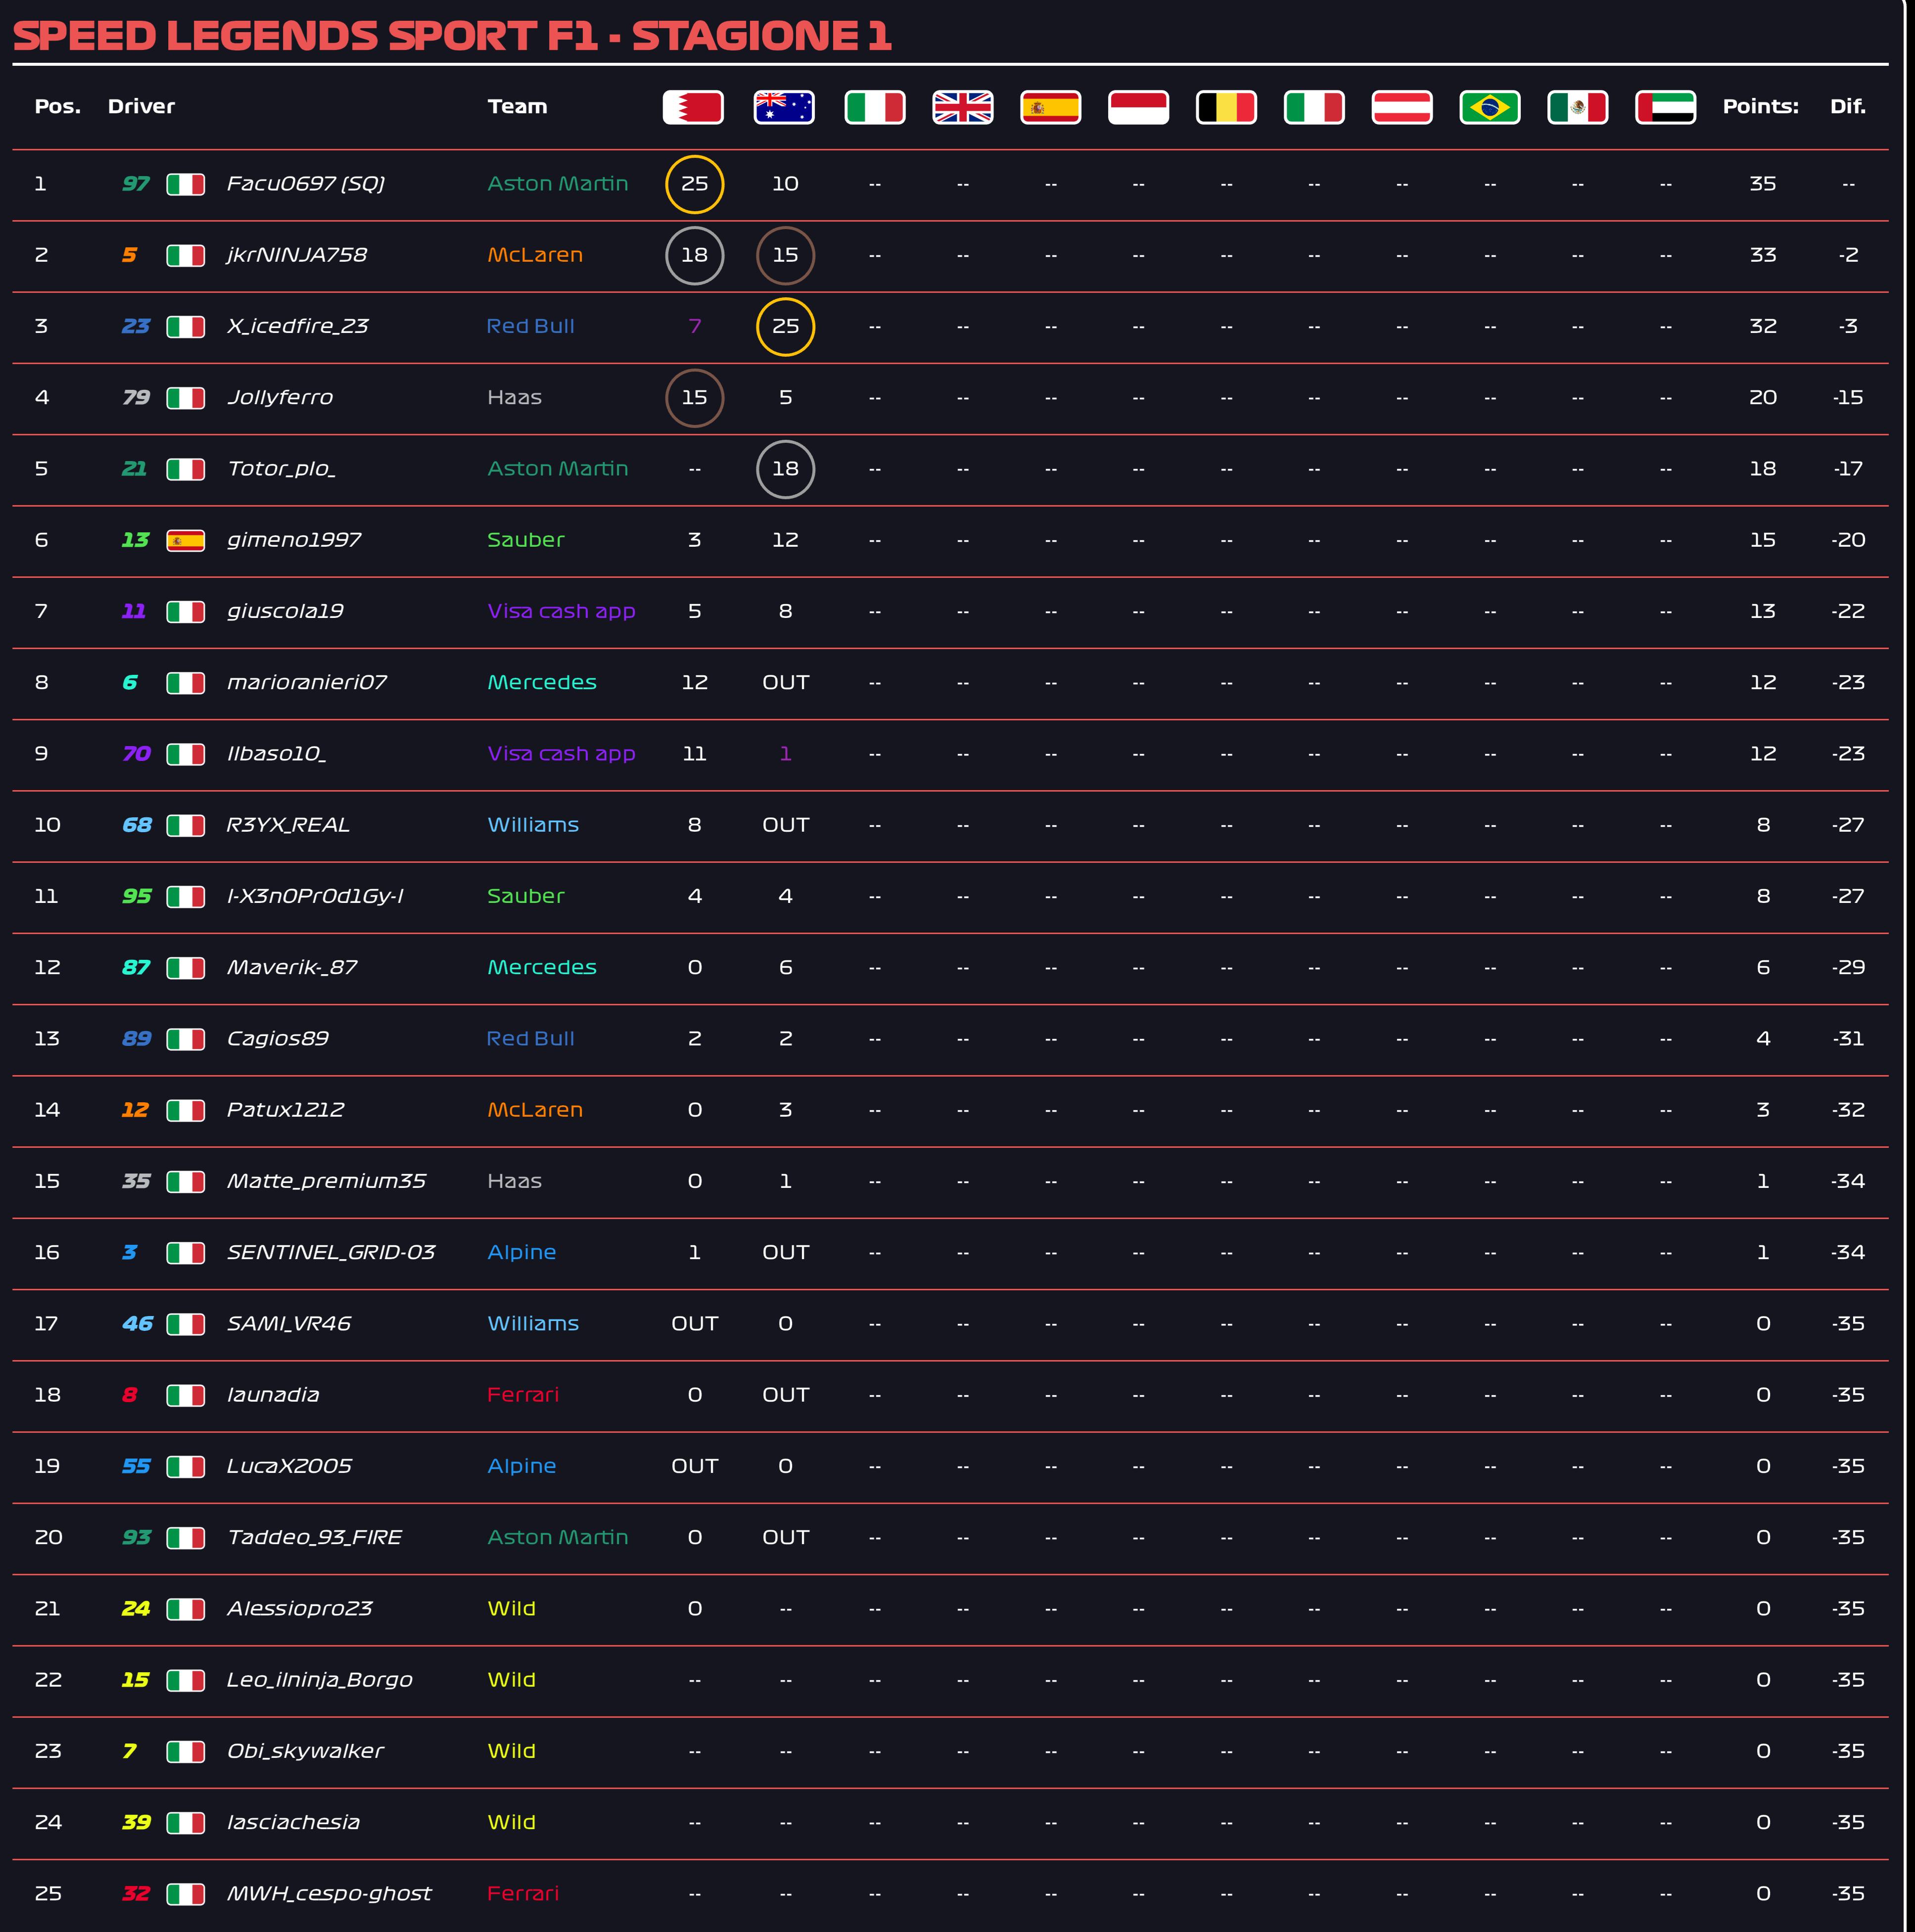 SPEED LEGENDS SPORT F1 - STAGIONE 1
Pos. Driver Team Points: Dif.
1 97 Facu0697 (SQ) Aston Martin 25 10 -- -- -- -- -- -- -- -- -- -- 35 --
2 5 jkrNINJA758 McLaren 18 15 -- -- -- -- -- -- -- -- -- -- 33 -2
3 23 X_icedfire_23 Red Bull 7 25 -- -- -- -- -- -- -- -- -- -- 32 -3
4 79 Jollyferro Haas 15 5 -- -- -- -- -- -- -- -- -- -- 20 -15
5 21 Totor_plo_ Aston Martin -- 18 -- -- -- -- -- -- -- -- -- -- 18 -17
6 13 gimeno1997 Sauber 3 12 -- -- -- -- -- -- -- -- -- -- 15 -20
7 11 giuscola19 Visa cash app 5 8 -- -- -- -- -- -- -- -- -- -- 13 -22
8 6 marioranieri07 Mercedes 12 OUT -- -- -- -- -- -- -- -- -- -- 12 -23
9 70 Ilbaso10_ Visa cash app 11 1 -- -- -- -- -- -- -- -- -- -- 12 -23
10 68 R3YX_REAL Williams 8 OUT -- -- -- -- -- -- -- -- -- -- 8 -27
11 95 I-X3n0Pr0d1Gy-I Sauber 4 4 -- -- -- -- -- -- -- -- -- -- 8 -27
12 87 Maverik-_87 Mercedes 0 6 -- -- -- -- -- -- -- -- -- -- 6 -29
13 89 Cagios89 Red Bull 2 2 -- -- -- -- -- -- -- -- -- -- 4 -31
14 12 Patux1212 McLaren 0 3 -- -- -- -- -- -- -- -- -- -- 3 -32
15 35 Matte_premium35 Haas 0 1 -- -- -- -- -- -- -- -- -- -- 1 -34
16 3 SENTINEL_GRID-03 Alpine 1 OUT -- -- -- -- -- -- -- -- -- -- 1 -34
17 46 SAMI_VR46 Williams OUT 0 -- -- -- -- -- -- -- -- -- -- 0 -35
18 8 launadia Ferrari 0 OUT -- -- -- -- -- -- -- -- -- -- 0 -35
19 55 LucaX2005 Alpine OUT 0 -- -- -- -- -- -- -- -- -- -- 0 -35
20 93 Taddeo_93_FIRE Aston Martin 0 OUT -- -- -- -- -- -- -- -- -- -- 0 -35
21 24 Alessiopro23 Wild 0 -- -- -- -- -- -- -- -- -- -- -- 0 -35
22 15 Leo_ilninja_Borgo Wild -- -- -- -- -- -- -- -- -- -- -- -- 0 -35
23 7 Obi_skywalker Wild -- -- -- -- -- -- -- -- -- -- -- -- 0 -35
24 39 lasciachesia Wild -- -- -- -- -- -- -- -- -- -- -- -- 0 -35
25 32 MWH_cespo-ghost Ferrari -- -- -- -- -- -- -- -- -- -- -- -- 0 -35